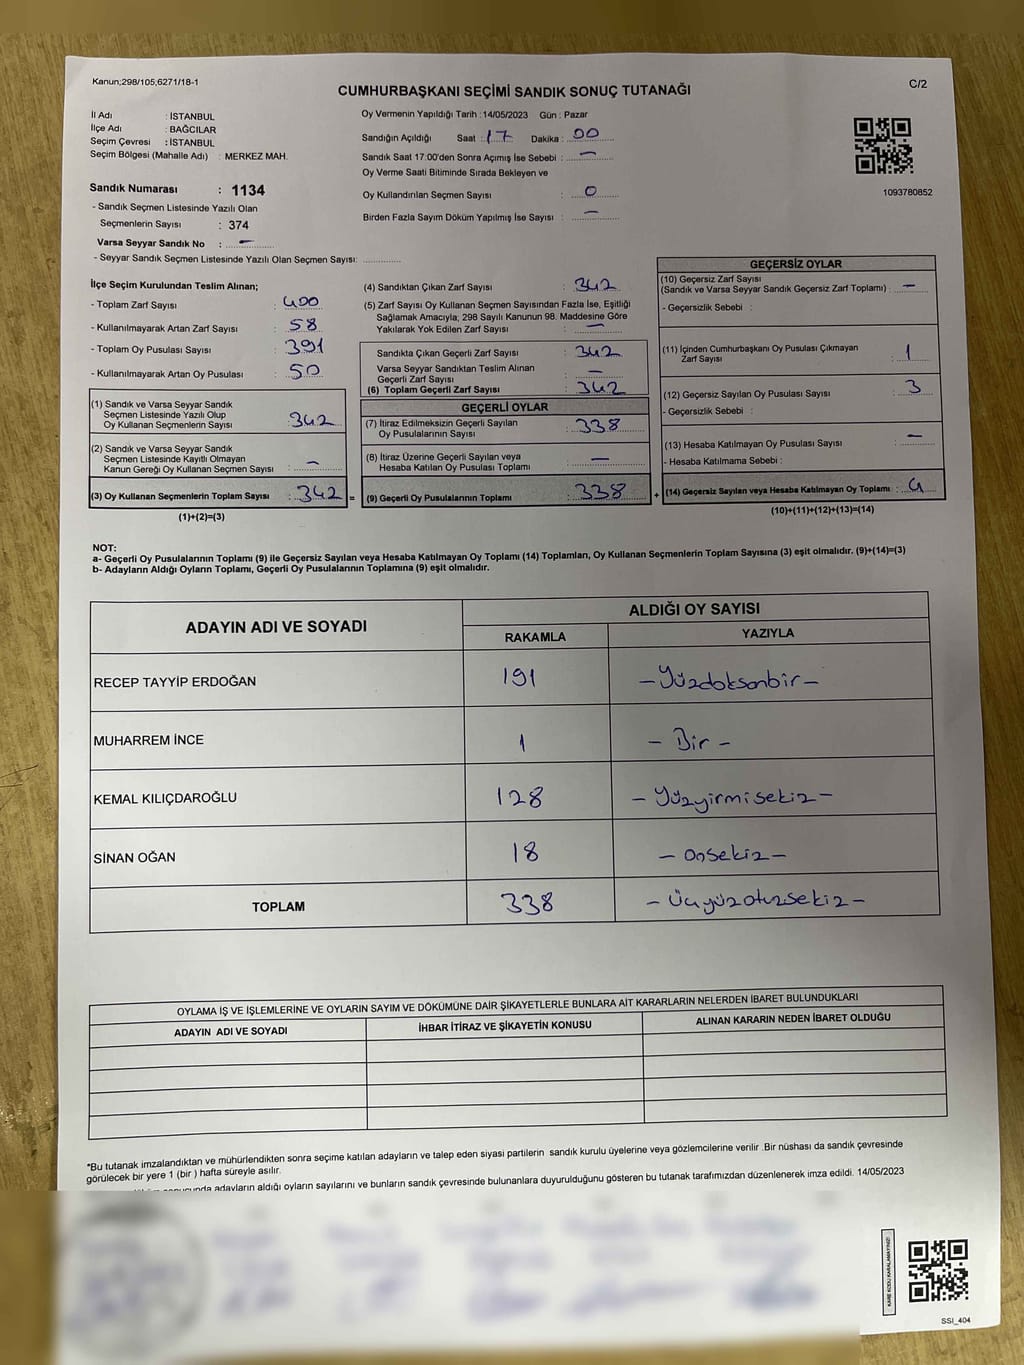 Kanun;298/105,6271/18-1
CUMHURBAŞKANI SEÇİMİ SANDIK SONUÇ TUTANAĞI
C/2
İl Adı : İSTANBUL
İlçe Adı : BAĞCILAR
Seçim Çevresi : İSTANBUL
Seçim Bölgesi (Mahalle Adı) : MERKEZ MAH.
Sandık Numarası : 1134
- Sandık Seçmen Listesinde Yazılı Olan
Seçmenlerin Sayısı : 374
Varsa Seyyar Sandık No : –
- Seyyar Sandık Seçmen Listesinde Yazılı Olan Seçmen Sayısı: ............
Oy Vermenin Yapıldığı Tarih :14/05/2023 Gün : Pazar
Sandığın Açıldığı Saat : 17 Dakika : 00
Sandık Saat 17:00'den Sonra Açımış İse Sebebi : –
Oy Verme Saati Bitiminde Sırada Bekleyen ve
Oy Kullandırılan Seçmen Sayısı : 0
Birden Fazla Sayım Döküm Yapılmış İse Sayısı : –
1093780852
İlçe Seçim Kurulundan Teslim Alınan;
- Toplam Zarf Sayısı : 400
- Kullanılmayarak Artan Zarf Sayısı : 58
- Toplam Oy Pusulası Sayısı : 391
- Kullanılmayarak Artan Oy Pusulası : 50
(1) Sandık ve Varsa Seyyar Sandık
Seçmen Listesinde Yazılı Olup
Oy Kullanan Seçmenlerin Sayısı : 342
(2) Sandık ve Varsa Seyyar Sandık
Seçmen Listesinde Kayıtlı Olmayan
Kanun Gereği Oy Kullanan Seçmen Sayısı : –
(3) Oy Kullanan Seçmenlerin Toplam Sayısı : 342 =
(1)+(2)=(3)
(4) Sandıktan Çıkan Zarf Sayısı : 342
(5) Zarf Sayısı Oy Kullanan Seçmen Sayısından Fazla İse, Eşitliği
Sağlamak Amacıyla; 298 Sayılı Kanunun 98. Maddesine Göre
Yakılarak Yok Edilen Zarf Sayısı : –
Sandıkta Çıkan Geçerli Zarf Sayısı : 342
Varsa Seyyar Sandıktan Teslim Alınan
Geçerli Zarf Sayısı : –
(6) Toplam Geçerli Zarf Sayısı : 342
GEÇERLİ OYLAR
(7) İtiraz Edilmeksizin Geçerli Sayılan
Oy Pusulalarının Sayısı : 338
(8) İtiraz Üzerine Geçerli Sayılan veya
Hesaba Katılan Oy Pusulası Toplamı : –
(9) Geçerli Oy Pusulalarının Toplamı : 338 +
GEÇERSİZ OYLAR
(10) Geçersiz Zarf Sayısı
(Sandık ve Varsa Seyyar Sandık Geçersiz Zarf Toplamı) : –
- Geçersizlik Sebebi :
(11) İçinden Cumhurbaşkanı Oy Pusulası Çıkmayan
Zarf Sayısı : 1
(12) Geçersiz Sayılan Oy Pusulası Sayısı : 3
- Geçersizlik Sebebi :
(13) Hesaba Katılmayan Oy Pusulası Sayısı : –
- Hesaba Katılmama Sebebi :
(14) Geçersiz Sayılan veya Hesaba Katılmayan Oy Toplamı : 4
(10)+(11)+(12)+(13)=(14)
NOT:
a- Geçerli Oy Pusulalarının Toplamı (9) ile Geçersiz Sayılan veya Hesaba Katılmayan Oy Toplamı (14) Toplamları, Oy Kullanan Seçmenlerin Toplam Sayısına (3) eşit olmalıdır. (9)+(14)=(3)
b- Adayların Aldığı Oyların Toplamı, Geçerli Oy Pusulalarının Toplamına (9) eşit olmalıdır.
ADAYIN ADI VE SOYADI ALDIĞI OY SAYISI
RAKAMLA YAZIYLA
RECEP TAYYİP ERDOĞAN 191 – Yüzdoksanbir –
MUHARREM İNCE 1 – Bir –
KEMAL KILIÇDAROĞLU 128 – Yüzyirmisekiz –
SİNAN OĞAN 18 – Onsekiz –
TOPLAM 338 – Üçyüzotuzsekiz –
OYLAMA İŞ VE İŞLEMLERİNE VE OYLARIN SAYIM VE DÖKÜMÜNE DAİR ŞİKAYETLERLE BUNLARA AİT KARARLARIN NELERDEN İBARET BULUNDUKLARI
ADAYIN ADI VE SOYADI İHBAR İTİRAZ VE ŞİKAYETİN KONUSU ALINAN KARARIN NEDEN İBARET OLDUĞU
*Bu tutanak imzalandıktan ve mühürlendikten sonra seçime katılan adayların ve talep eden siyasi partilerin sandık kurulu üyelerine veya gözlemcilerine verilir .Bir nüshası da sandık çevresinde
görülecek bir yere 1 (bir ) hafta süreyle asılır.
adayların aldığı oyların sayılarını ve bunların sandık çevresinde bulunanlara duyurulduğunu gösteren bu tutanak tarafımızdan düzenlenerek imza edildi. 14/05/2023
KARE KODU KARALAMAYINIZ!
SSİ_404